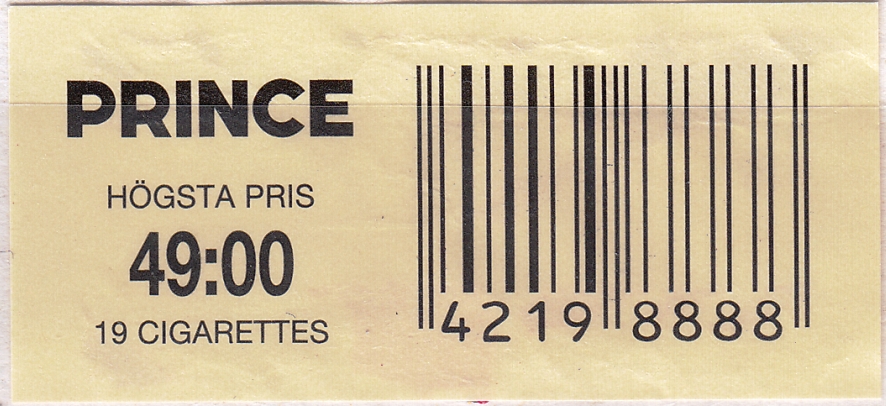 PRINCE
HÖGSTA PRIS
49:00
19 CIGARETTES
4219 8888